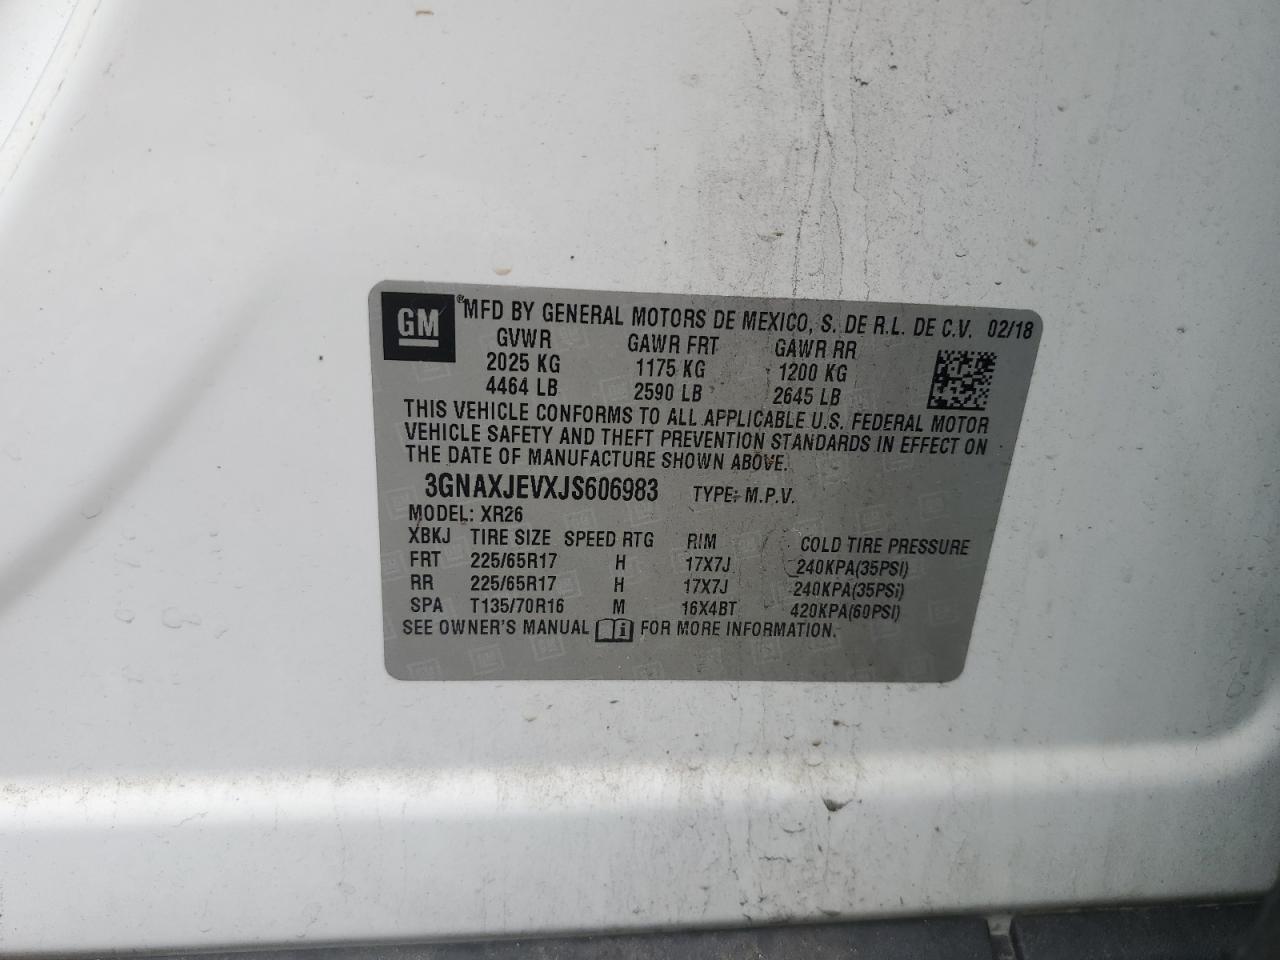 GM ® MFD BY GENERAL MOTORS DE MEXICO, S. DE R.L. DE C.V. 02/18
GVWR GAWR FRT GAWR RR
2025 KG 1175 KG 1200 KG
4464 LB 2590 LB 2645 LB
THIS VEHICLE CONFORMS TO ALL APPLICABLE U.S. FEDERAL MOTOR
VEHICLE SAFETY AND THEFT PREVENTION STANDARDS IN EFFECT ON
THE DATE OF MANUFACTURE SHOWN ABOVE.
3GNAXJEVXJS606983 TYPE: M.P.V.
MODEL: XR26
XBKJ TIRE SIZE SPEED RTG RIM COLD TIRE PRESSURE
FRT 225/65R17 H 17X7J 240KPA(35PSI)
RR 225/65R17 H 17X7J 240KPA(35PSI)
SPA T135/70R16 M 16X4BT 420KPA(60PSI)
SEE OWNER'S MANUAL i FOR MORE INFORMATION.